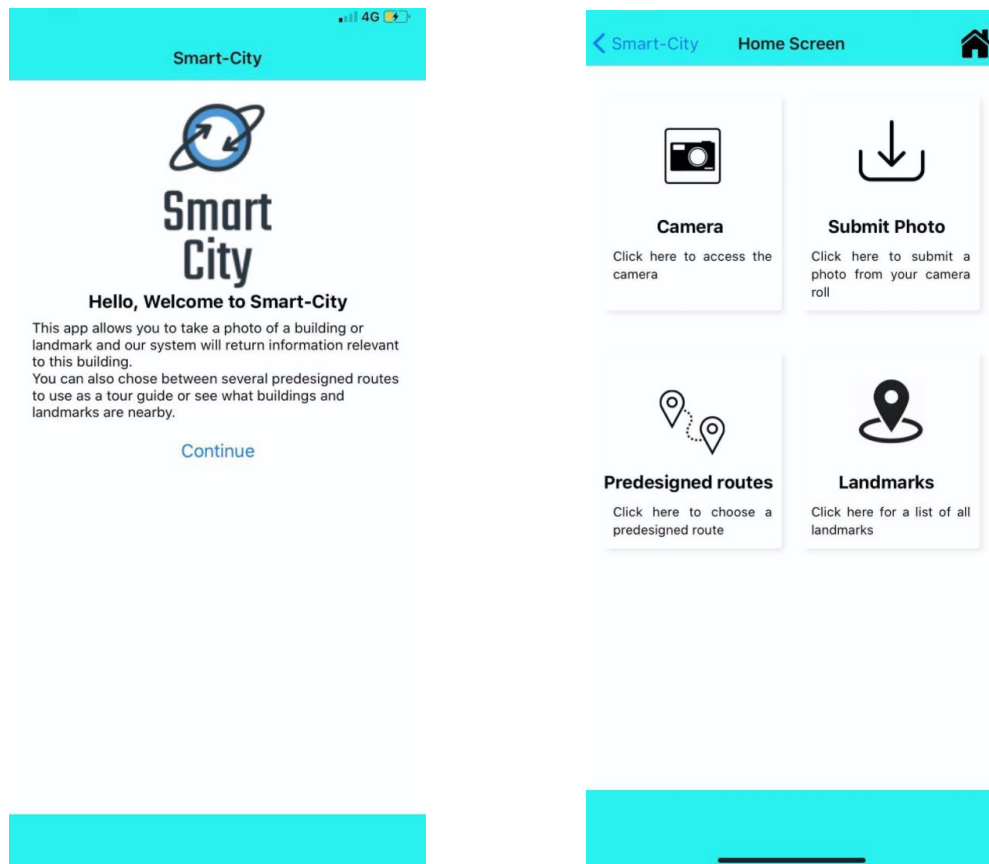 4G
Smart-City
Smart
City
Hello, Welcome to Smart-City
This app allows you to take a photo of a building or
landmark and our system will return information relevant
to this building.
You can also chose between several predesigned routes
to use as a tour guide or see what buildings and
landmarks are nearby.
Continue
Smart-City
Home Screen
Camera
Click here to access the
camera
Submit Photo
Click here to submit a
photo from your camera
roll
Predesigned routes
Click here to choose a
predesigned route
Landmarks
Click here for a list of all
landmarks